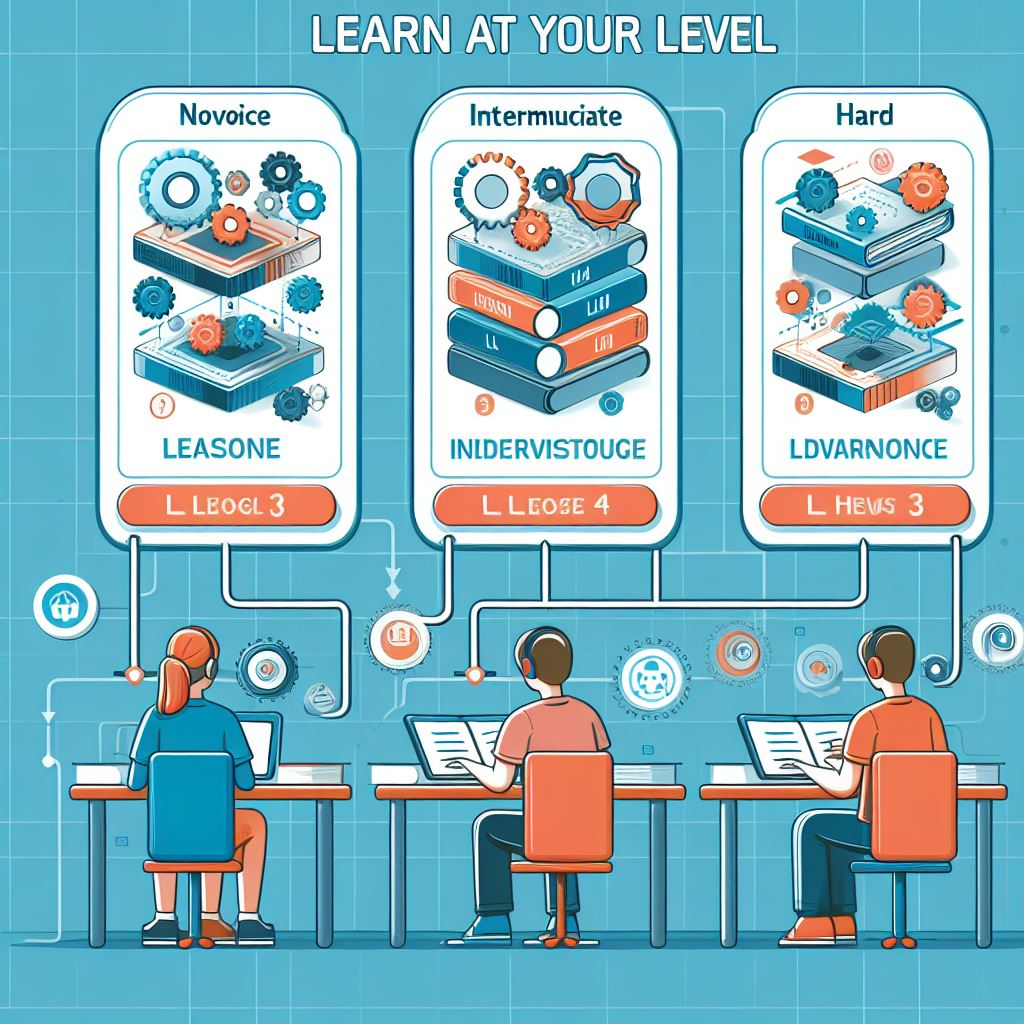 LEARN AT YOUR LEVEL
Novoice
Intermuciate
Hard
LEASONE
INIDERVISTOUGE
LDVARNONCE
L LEOGL 3
L LEOSE 4
L HEVS 3